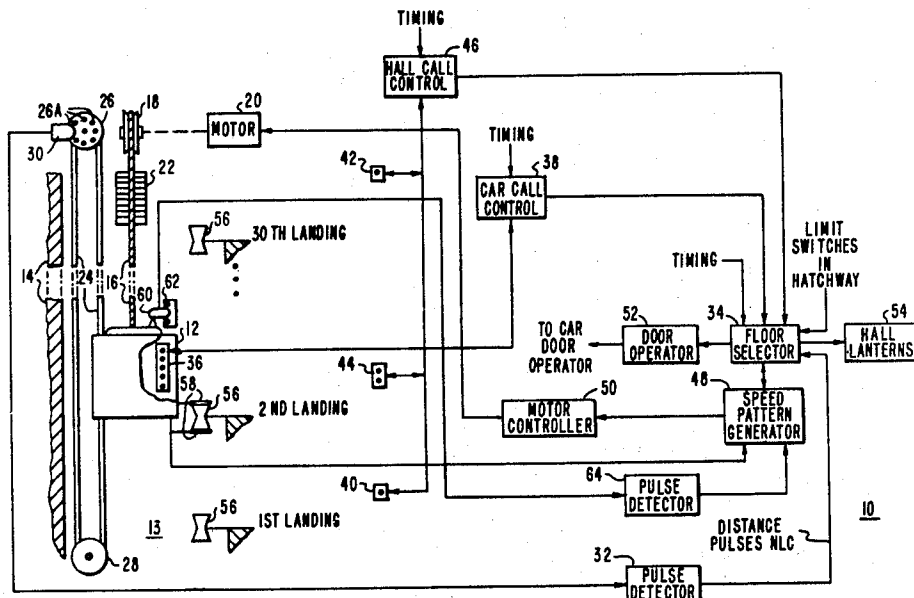 TIMING
46
HALL CALL
CONTROL
26A
26
18
20
MOTOR
30
TIMING
38
CAR CALL
CONTROL
42
22
56
30TH LANDING
LIMIT
SWITCHES
IN
HATCHWAY
TIMING
14
24
16
60
62
12
36
52
34
54
TO CAR
DOOR
OPERATOR
DOOR
OPERATOR
FLOOR
SELECTOR
HALL
LANTERNS
44
58
56
2ND LANDING
50
MOTOR
CONTROLLER
48
SPEED
PATTERN
GENERATOR
40
64
PULSE
DETECTOR
56
1ST LANDING
13
10
DISTANCE
PULSES NLC
28
32
PULSE
DETECTOR